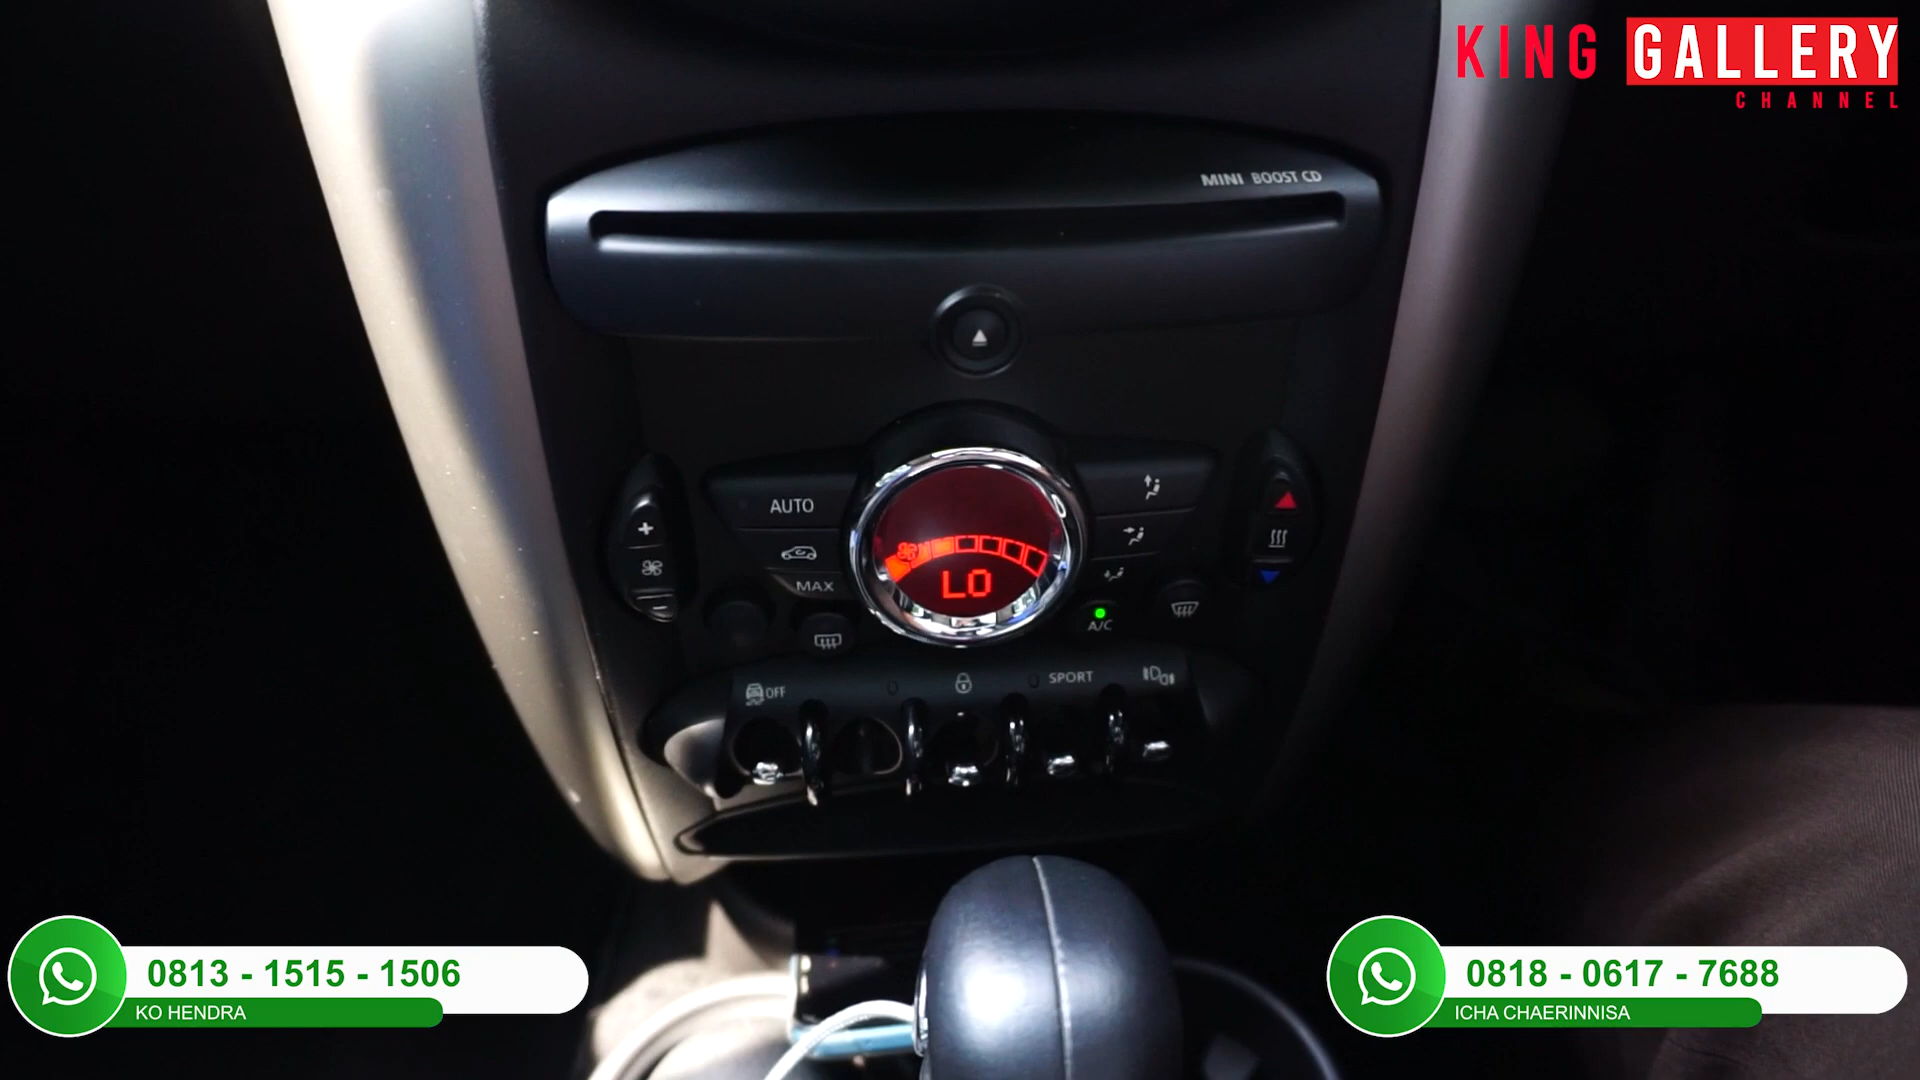 KING GALLERY
CHANNEL
MINI BOOST CD
AUTO
MAX
LO
A/C
OFF
SPORT
0813 - 1515 - 1506
KO HENDRA
0818 - 0617 - 7688
ICHA CHAERINNISA